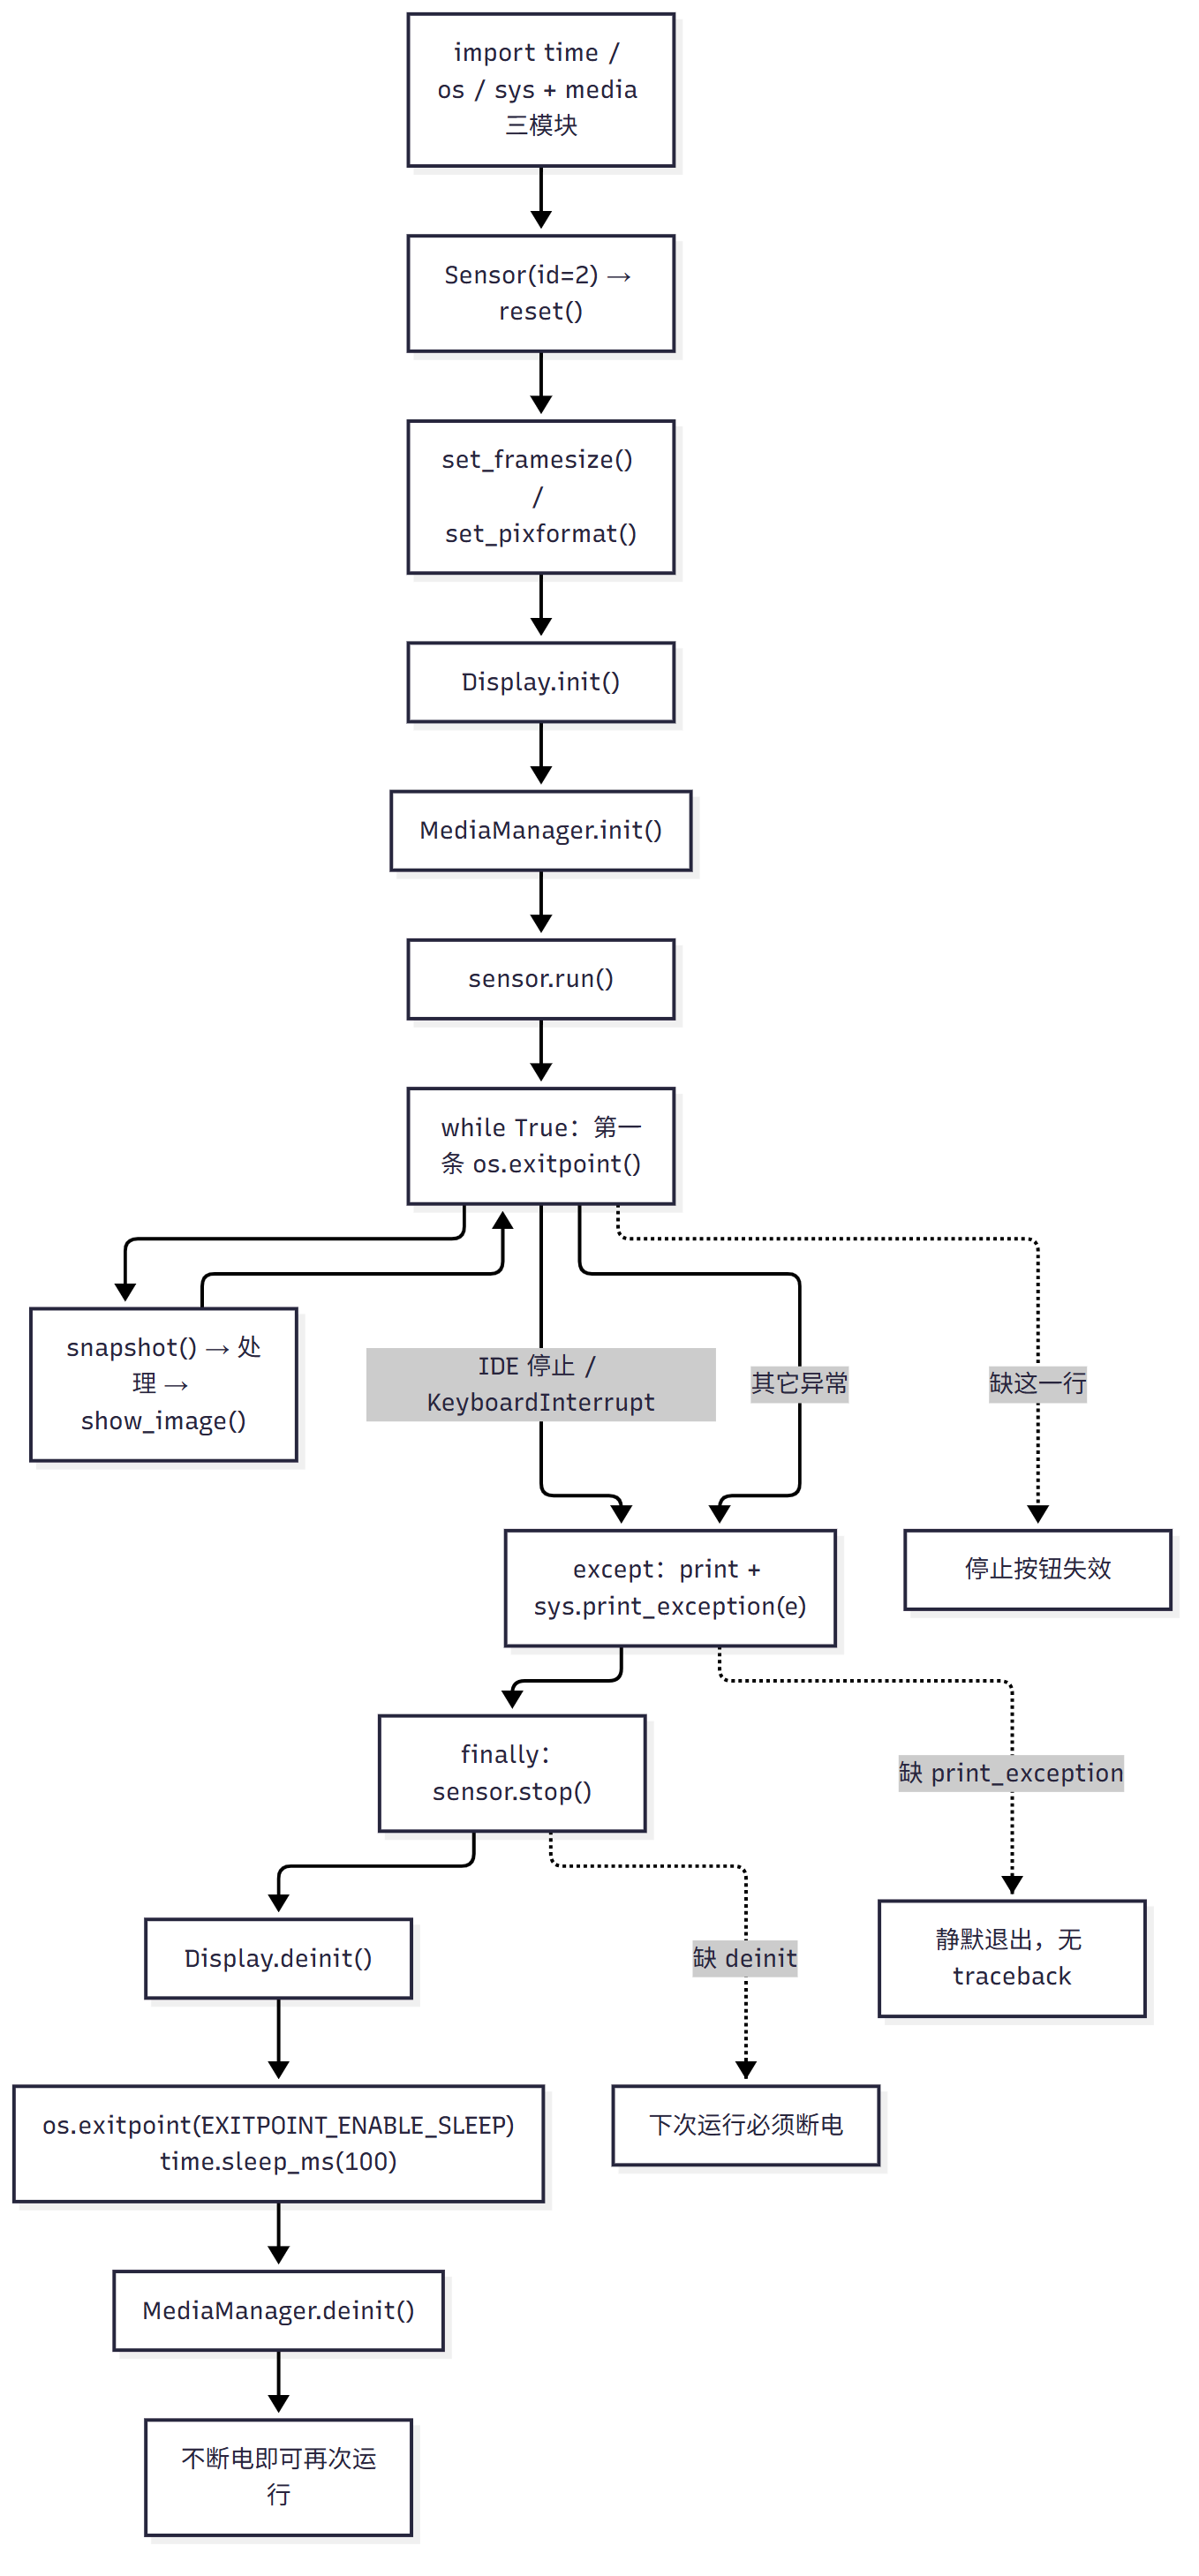 import time /
os / sys + media
三模块
Sensor(id=2) →
reset()
set_framesize()
/
set_pixformat()
Display.init()
MediaManager.init()
sensor.run()
while True：第一
条 os.exitpoint()
snapshot() → 处
理 →
show_image()
IDE 停止 /
KeyboardInterrupt
其它异常
缺这一行
except：print +
sys.print_exception(e)
停止按钮失效
finally：
sensor.stop()
缺 print_exception
Display.deinit()
缺 deinit
静默退出，无
traceback
os.exitpoint(EXITPOINT_ENABLE_SLEEP)
time.sleep_ms(100)
下次运行必须断电
MediaManager.deinit()
不断电即可再次运
行